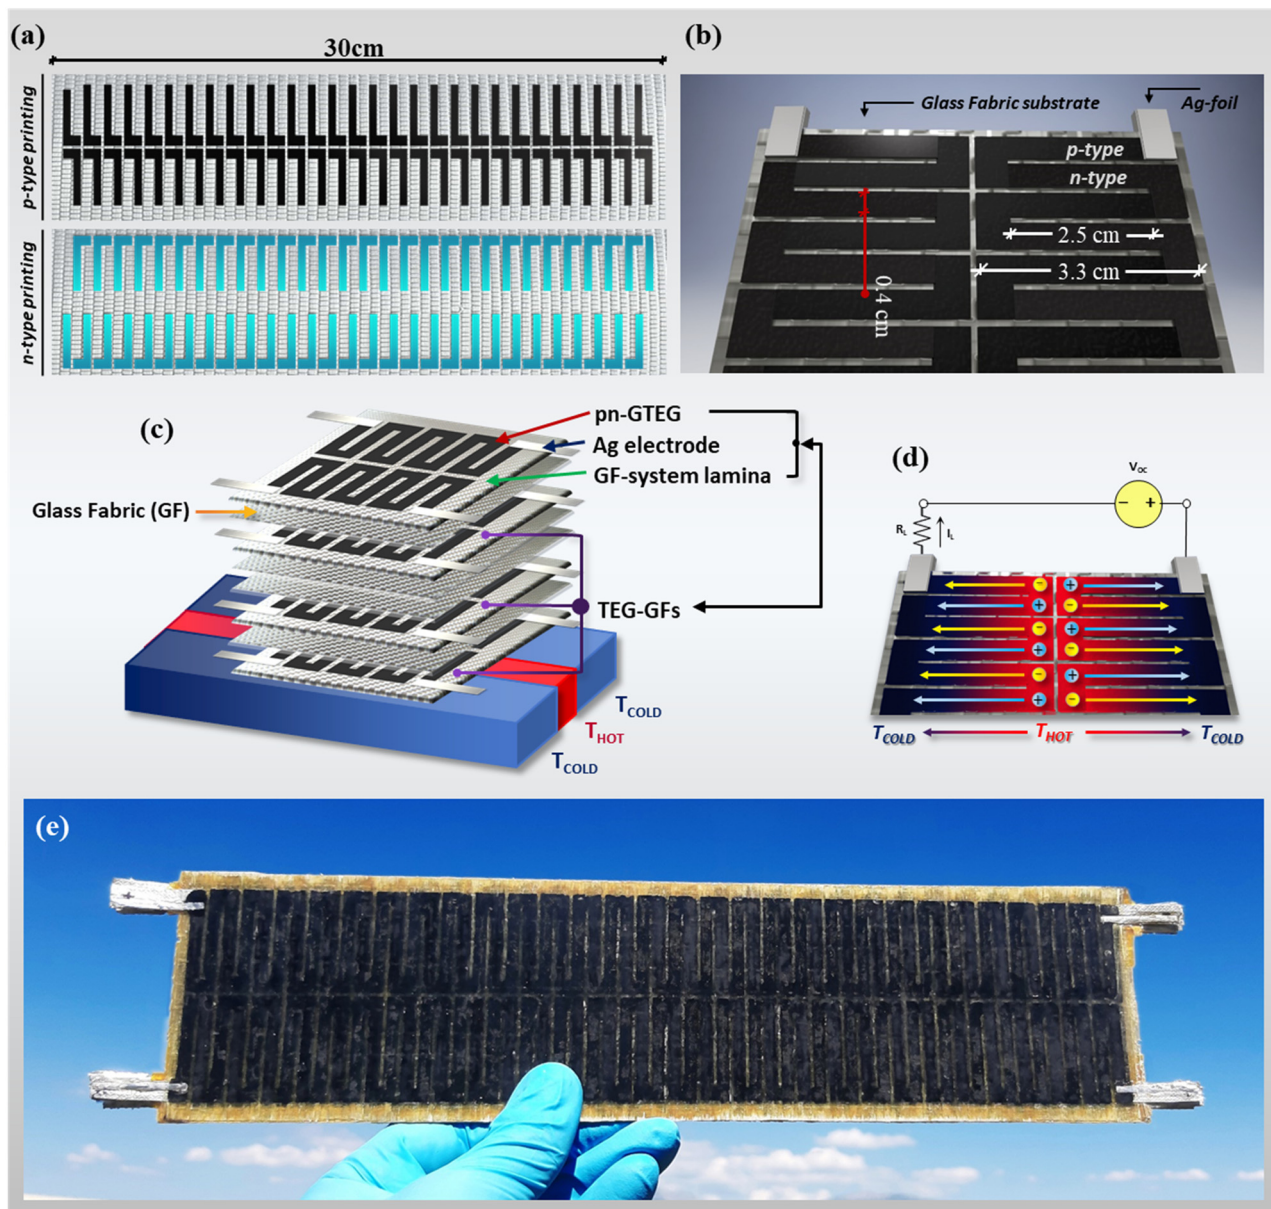 (a)
30cm
p-type printing
n-type printing
(b)
Glass Fabric substrate
Ag-foil
p-type
n-type
2.5 cm
3.3 cm
0.4 cm
(c)
pn-GTEG
Ag electrode
GF-system lamina
Glass Fabric (GF)
TEG-GFs
TCOLD
THOT
TCOLD
(d)
VOC
− +
RL
IL
− +
+ −
− +
+ −
− +
+ −
TCOLD
THOT
TCOLD
(e)
+